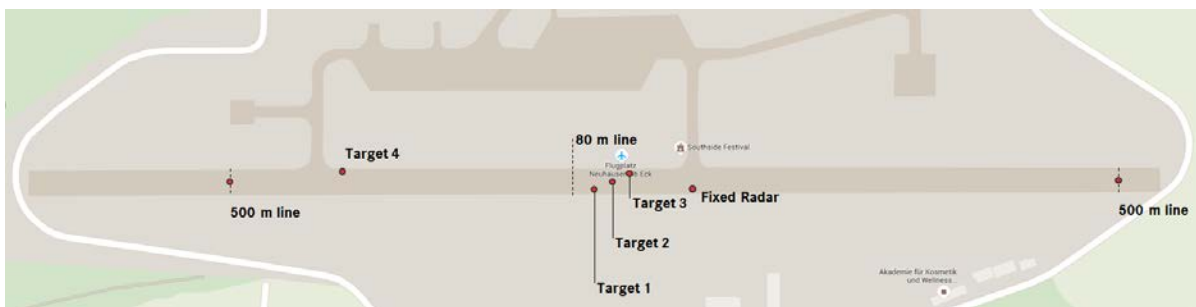 80 m line
Target 4
Southside Festival
Flugplatz
Neuhausen ob Eck
Target 3
Fixed Radar
500 m line
500 m line
Target 2
Target 1
Akademie für Kosmetik
und Wellness...